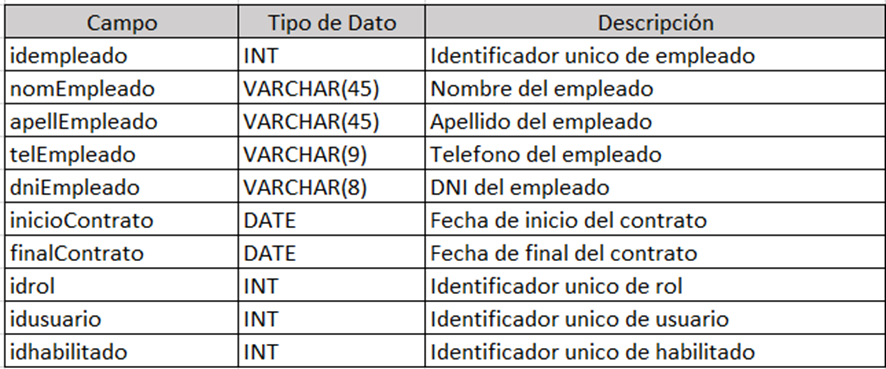 Campo Tipo de Dato Descripción
idempleado INT Identificador unico de empleado
nomEmpleado VARCHAR(45) Nombre del empleado
apellEmpleado VARCHAR(45) Apellido del empleado
telEmpleado VARCHAR(9) Telefono del empleado
dniEmpleado VARCHAR(8) DNI del empleado
inicioContrato DATE Fecha de inicio del contrato
finalContrato DATE Fecha de final del contrato
idrol INT Identificador unico de rol
idusuario INT Identificador unico de usuario
idhabilitado INT Identificador unico de habilitado